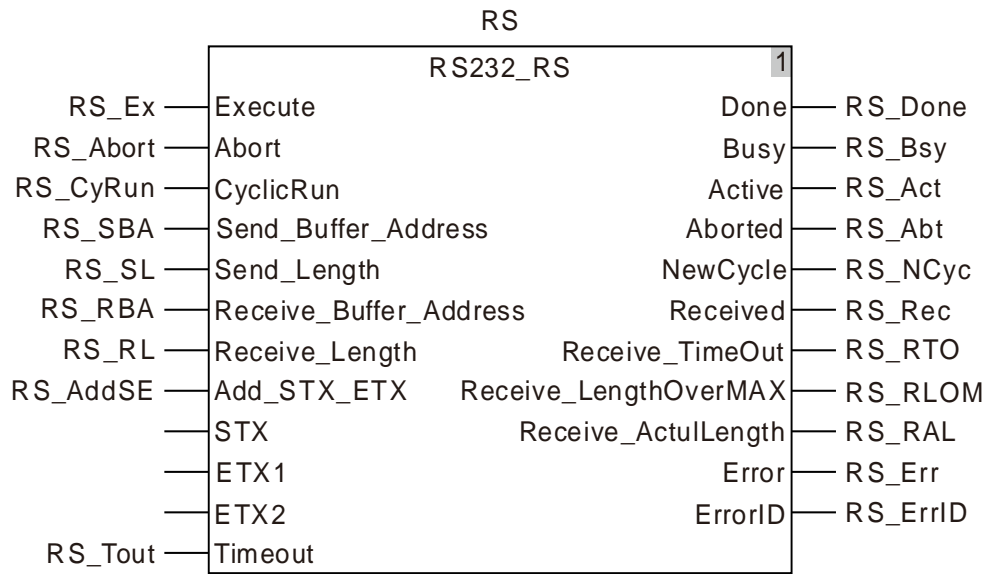 RS
RS232_RS 1
RS_Ex Execute Done RS_Done
RS_Abort Abort Busy RS_Bsy
RS_CyRun CyclicRun Active RS_Act
RS_SBA Send_Buffer_Address Aborted RS_Abt
RS_SL Send_Length NewCycle RS_NCyc
RS_RBA Receive_Buffer_Address Received RS_Rec
RS_RL Receive_Length Receive_TimeOut RS_RTO
RS_AddSE Add_STX_ETX Receive_LengthOverMAX RS_RLOM
STX Receive_ActulLength RS_RAL
ETX1 Error RS_Err
ETX2 ErrorID RS_ErrID
RS_Tout Timeout